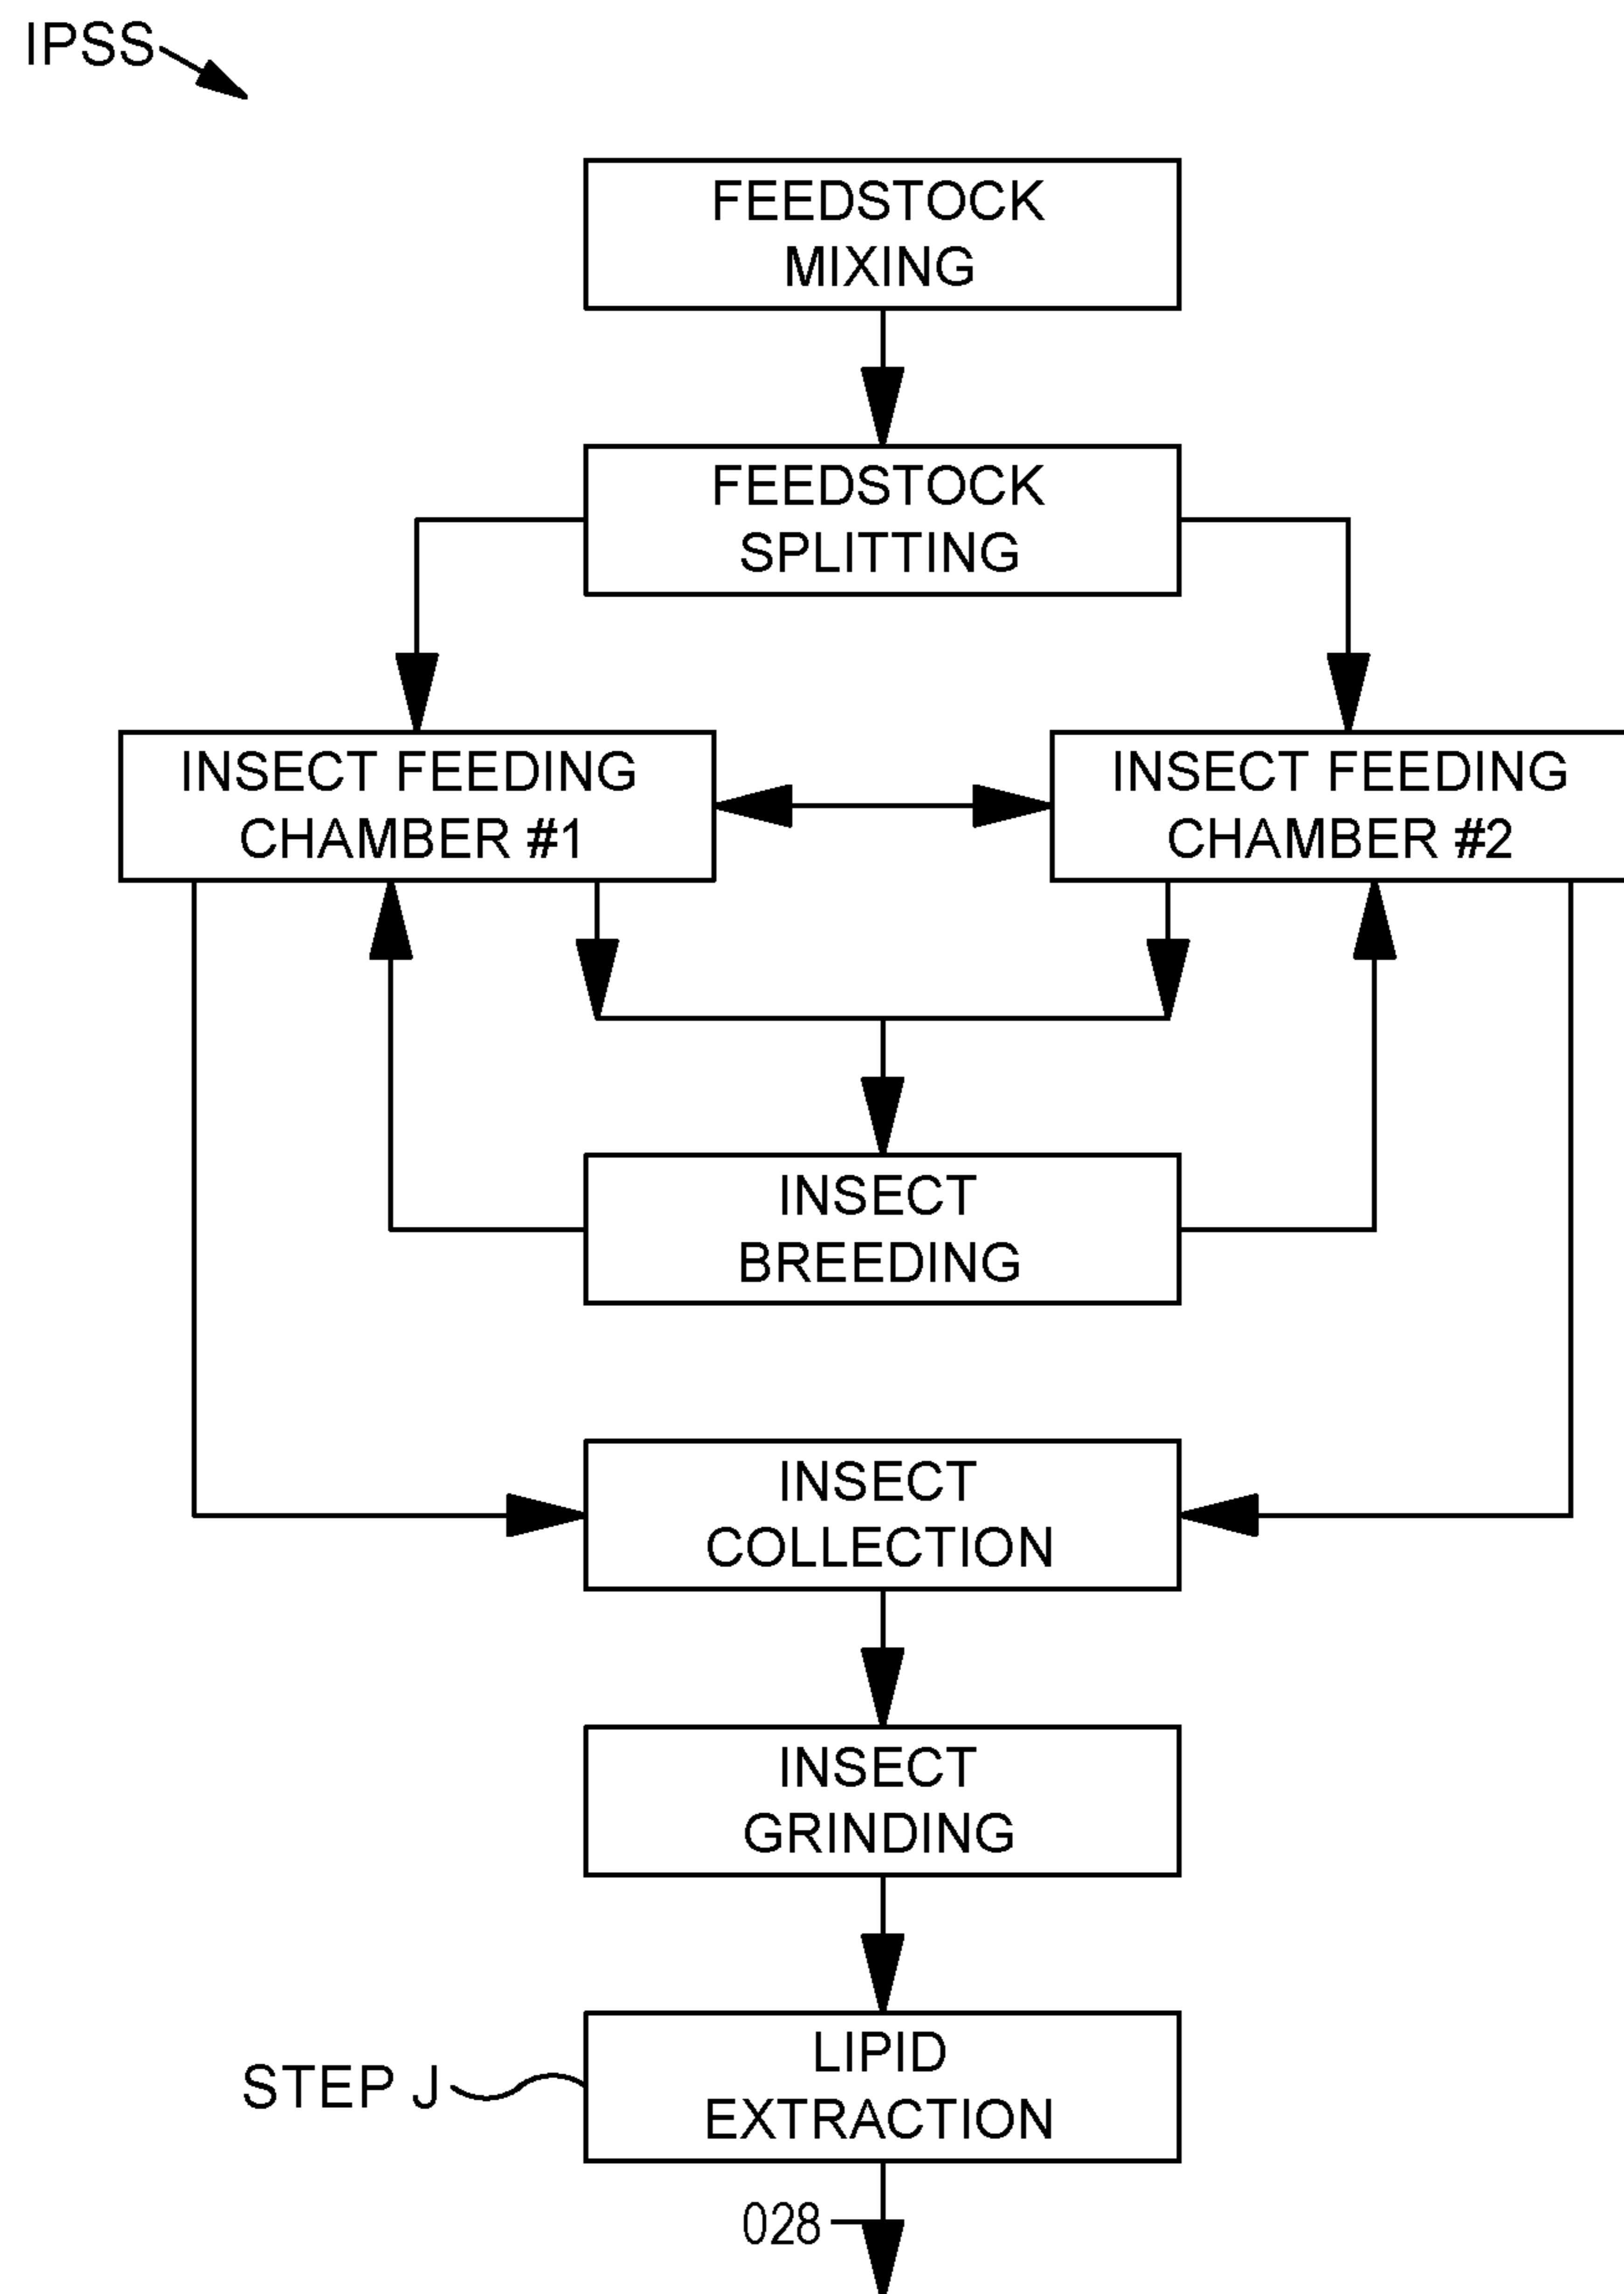 IPSS
FEEDSTOCK
MIXING
FEEDSTOCK
SPLITTING
INSECT FEEDING
CHAMBER #1
INSECT FEEDING
CHAMBER #2
INSECT
BREEDING
INSECT
COLLECTION
INSECT
GRINDING
STEP J
LIPID
EXTRACTION
028